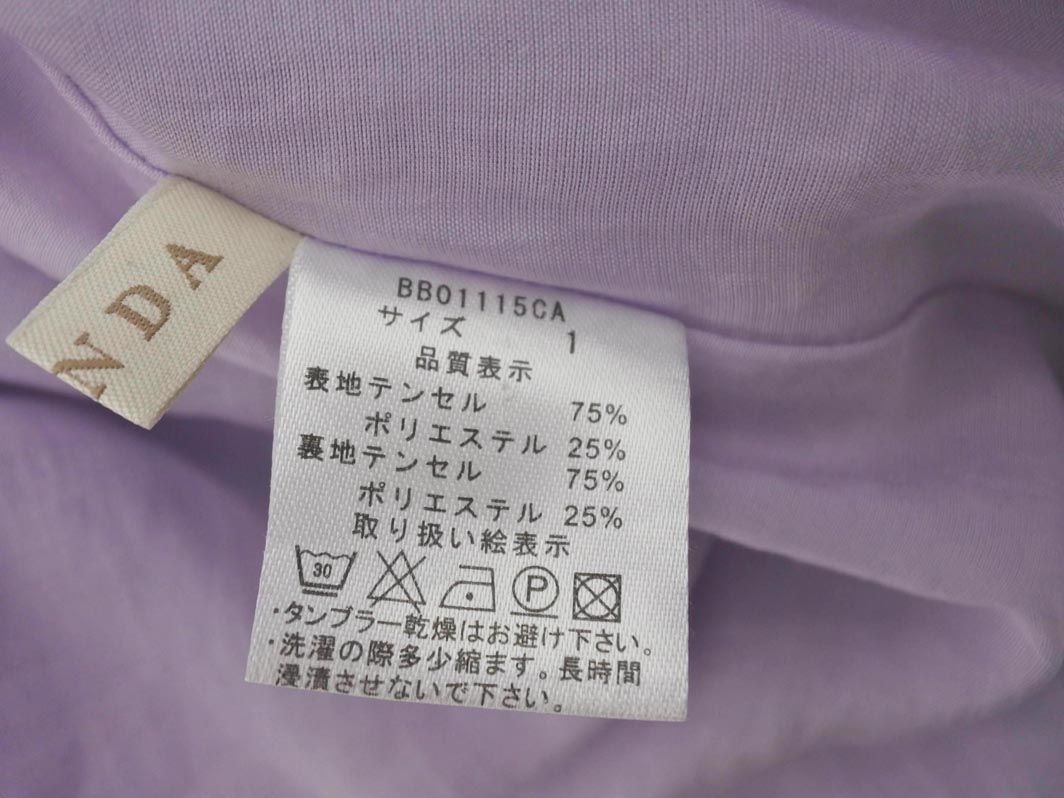 NDA
BB01115CA
サイズ 1
品質表示
表地テンセル 75%
ポリエステル 25%
裏地テンセル 75%
ポリエステル 25%
取り扱い絵表示
30 P
・タンブラー乾燥はお避け下さい。
・洗濯の際多少縮ます。長時間
浸漬させないで下さい。